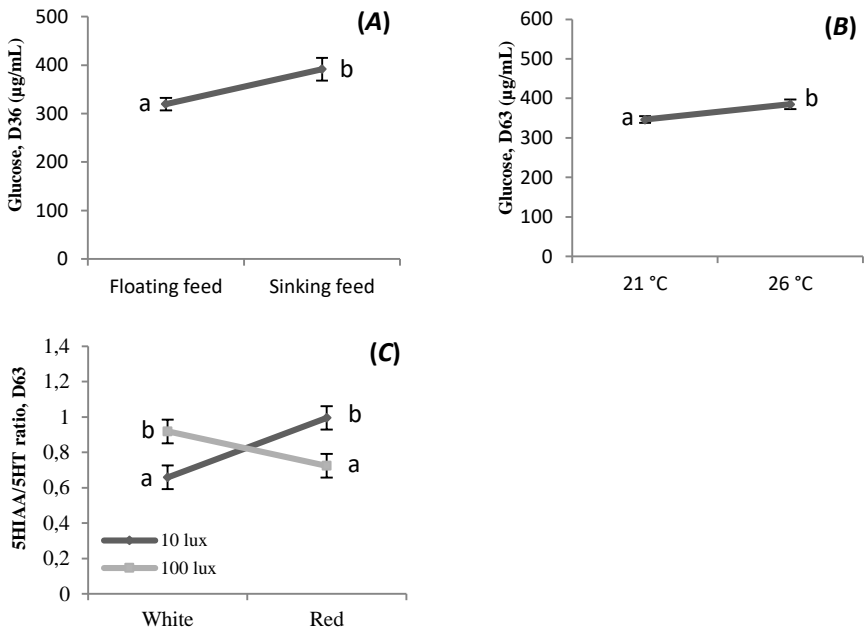 (A)
Glucose, D36 (µg/mL)
500
400
300
200
100
0
a
b
Floating feed
Sinking feed
(B)
Glucose, D63 (µg/mL)
600
500
400
300
200
100
0
a
b
21 °C
26 °C
(C)
5HIAA/5HT ratio, D63
1,4
1,2
1
0,8
0,6
0,4
0,2
0
b
a
b
a
10 lux
100 lux
White
Red